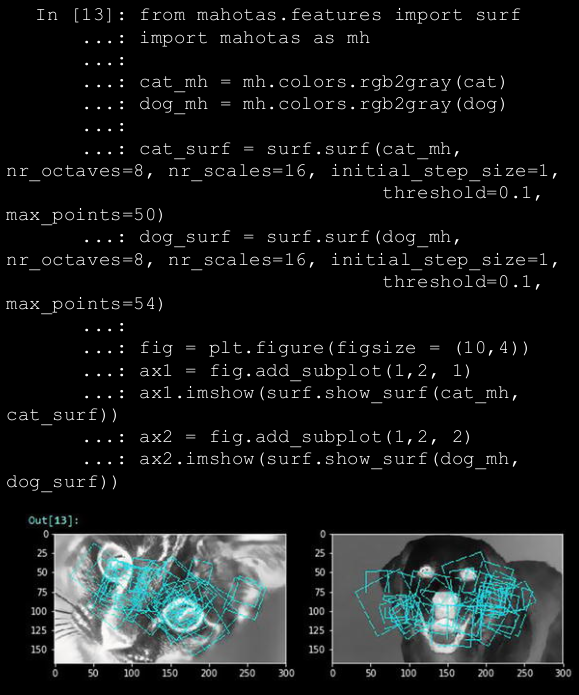 In [13]: from mahotas.features import surf
...: import mahotas as mh
...:
...: cat_mh = mh.colors.rgb2gray(cat)
...: dog_mh = mh.colors.rgb2gray(dog)
...:
...: cat_surf = surf.surf(cat_mh,
nr_octaves=8, nr_scales=16, initial_step_size=1,
threshold=0.1,
max_points=50)
...: dog_surf = surf.surf(dog_mh,
nr_octaves=8, nr_scales=16, initial_step_size=1,
threshold=0.1,
max_points=54)
...:
...: fig = plt.figure(figsize = (10,4))
...: ax1 = fig.add_subplot(1,2, 1)
...: ax1.imshow(surf.show_surf(cat_mh,
cat_surf))
...: ax2 = fig.add_subplot(1,2, 2)
...: ax2.imshow(surf.show_surf(dog_mh,
dog_surf))
Out[13]:
0
25
50
75
100
125
150
0 50 100 150 200 250 300
0
25
50
75
100
125
150
0 50 100 150 200 250 300